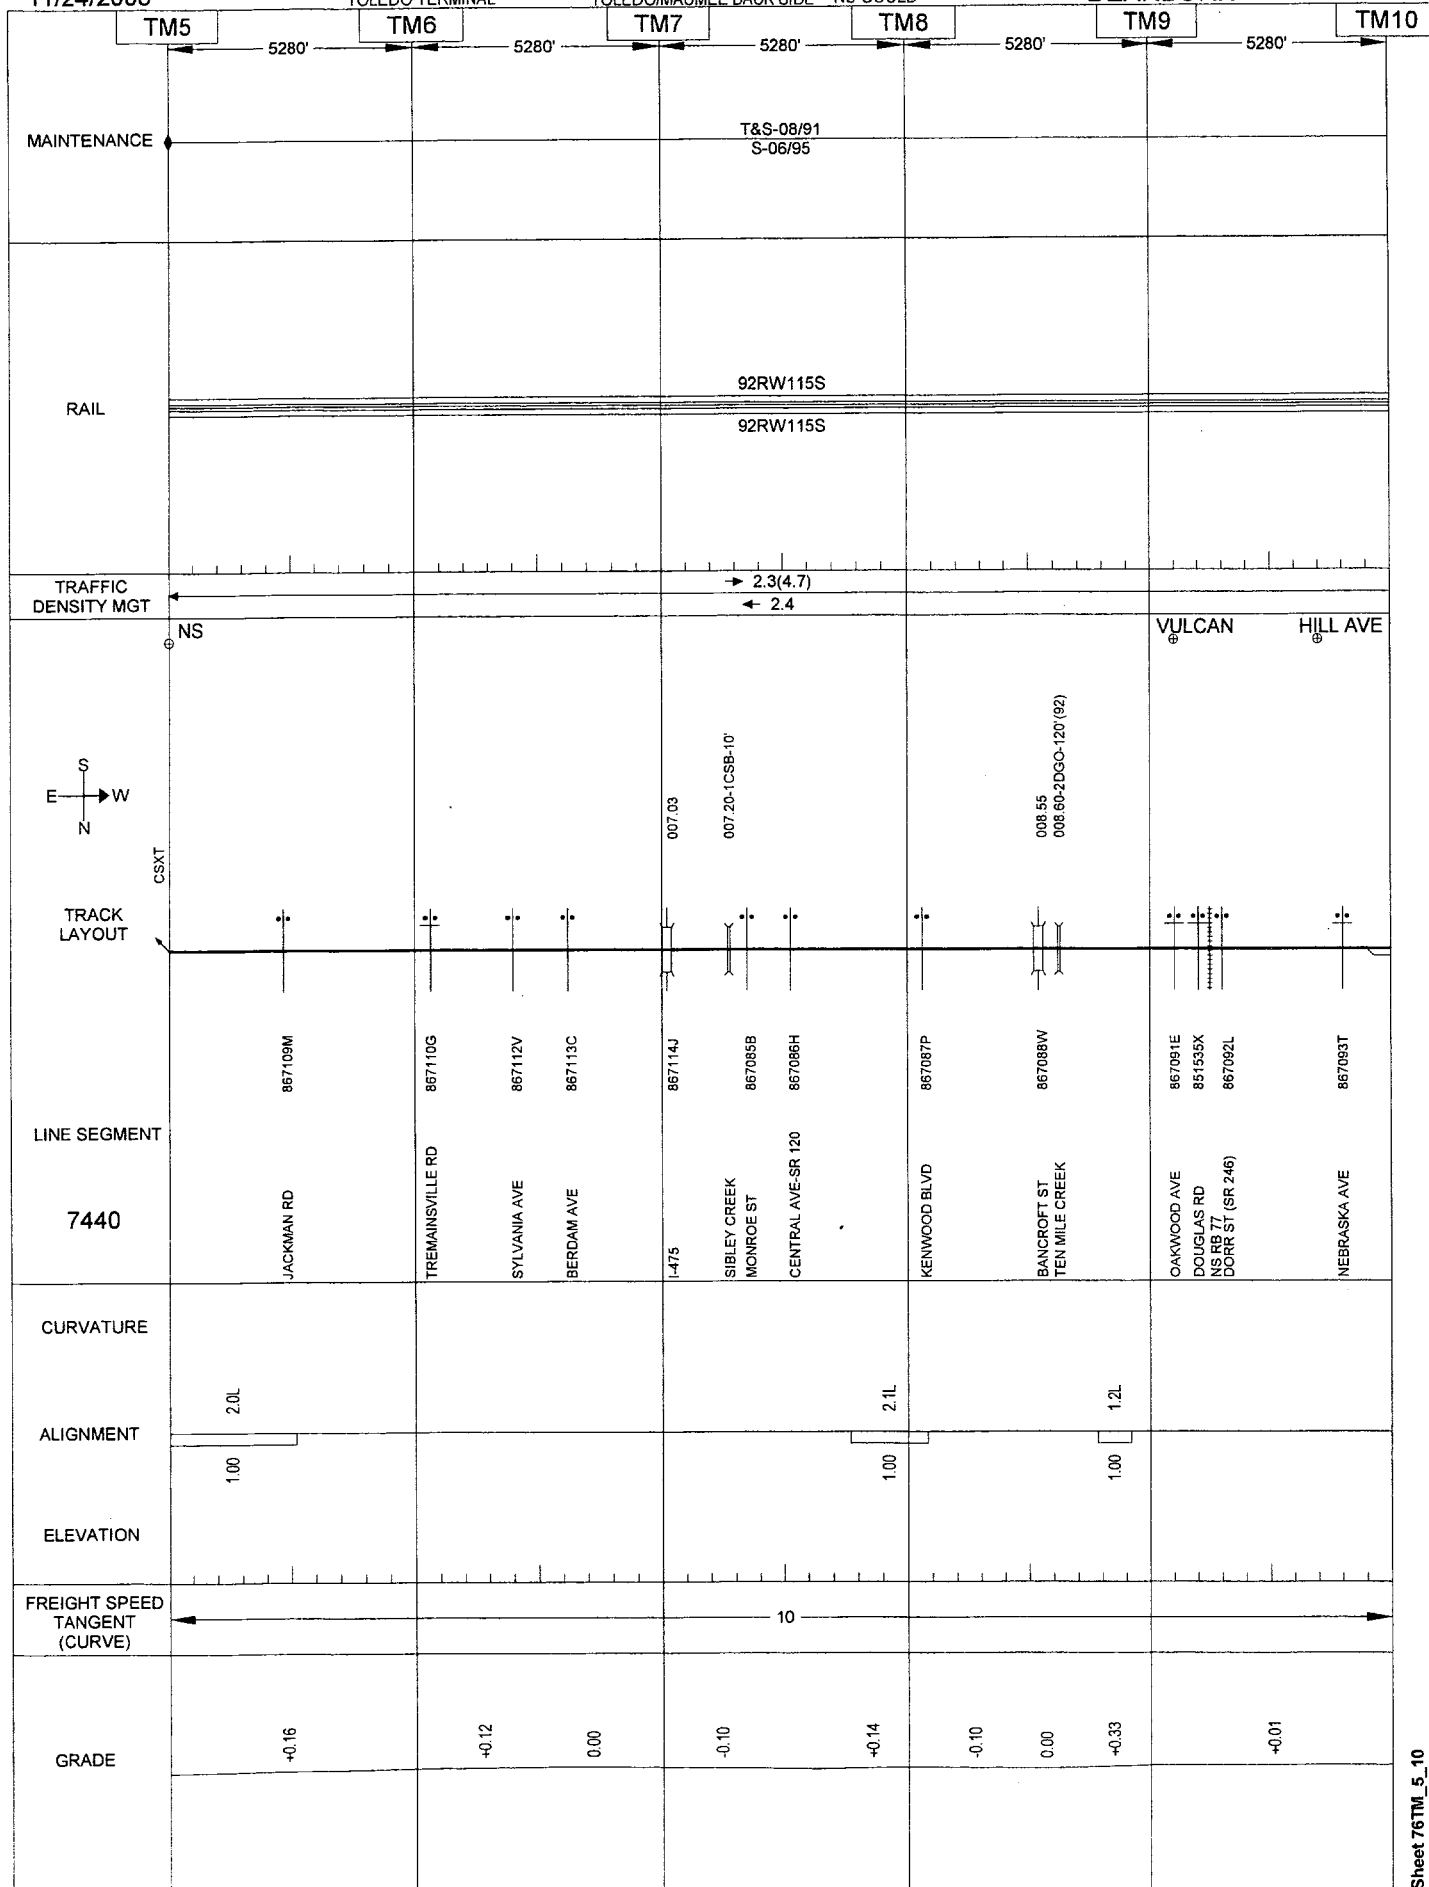 TOLEDO TERMINAL
TM5 TM6 TM7 TM8 TM9 TM10
5280' 5280' 5280' 5280' 5280'
MAINTENANCE
T&S-08/91
S-06/95
RAIL
92RW115S
92RW115S
TRAFFIC
DENSITY MGT
2.3(4.7)
2.4
NS
VULCAN
HILL AVE
S
E W
N
CSXT
007.03
007.20-1CSB-10'
008.55
008.60-2DGO-120'(92)
TRACK
LAYOUT
867109M
867110G
867112V
867113C
867114J
867085B
867086H
867087P
867088W
867091E
851535X
867092L
867093T
LINE SEGMENT
7440
JACKMAN RD
TREMAINSVILLE RD
SYLVANIA AVE
BERDAM AVE
I-475
SIBLEY CREEK
MONROE ST
CENTRAL AVE-SR 120
KENWOOD BLVD
BANCROFT ST
TEN MILE CREEK
OAKWOOD AVE
DOUGLAS RD
NS RB 77
DORR ST (SR 246)
NEBRASKA AVE
CURVATURE
2.0L
2.1L
1.2L
ALIGNMENT
1.00
1.00
1.00
ELEVATION
FREIGHT SPEED
TANGENT
(CURVE)
10
GRADE
+0.16
+0.12
0.00
-0.10
+0.14
-0.10
0.00
+0.33
+0.01
Sheet 76TM_5_10